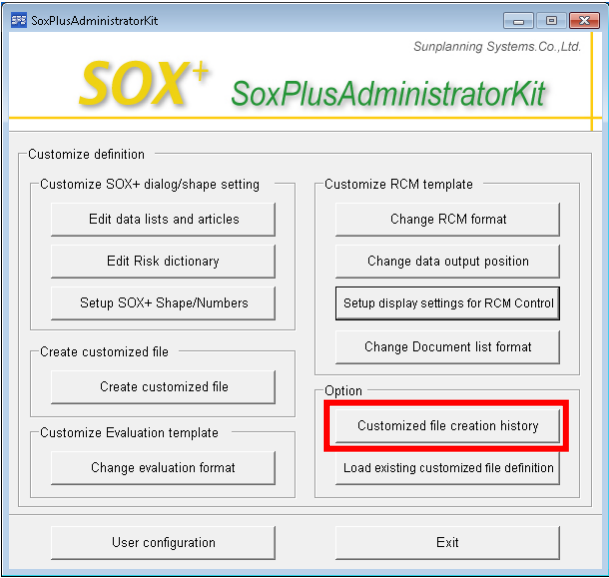 SoxPlusAdministratorKit
Sunplanning Systems.Co.,Ltd.
SOX+ SoxPlusAdministratorKit
Customize definition
Customize SOX+ dialog/shape setting
Edit data lists and articles
Edit Risk dictionary
Setup SOX+ Shape/Numbers
Create customized file
Create customized file
Customize Evaluation template
Change evaluation format
Customize RCM template
Change RCM format
Change data output position
Setup display settings for RCM Control
Change Document list format
Option
Customized file creation history
Load existing customized file definition
User configuration
Exit